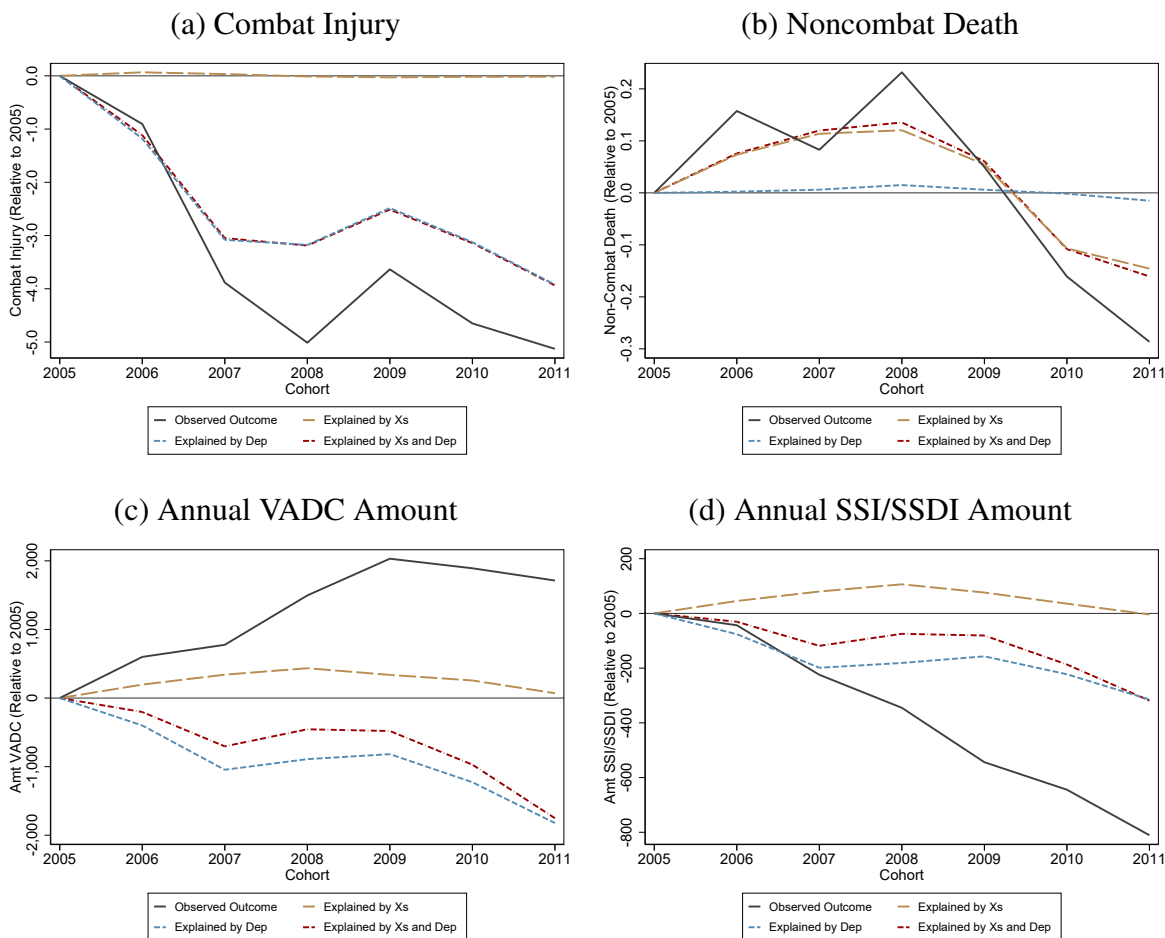 (a) Combat Injury
Combat Injury (Relative to 2005)
0.0
-1.0
-2.0
-3.0
-4.0
-5.0
2005 2006 2007 2008 2009 2010 2011
Cohort
Observed Outcome Explained by Xs
Explained by Dep Explained by Xs and Dep
(b) Noncombat Death
Non-Combat Death (Relative to 2005)
0.2
0.1
0.0
-0.1
-0.2
-0.3
2005 2006 2007 2008 2009 2010 2011
Cohort
Observed Outcome Explained by Xs
Explained by Dep Explained by Xs and Dep
(c) Annual VADC Amount
Amt VADC (Relative to 2005)
2,000
1,000
0
-1,000
-2,000
2005 2006 2007 2008 2009 2010 2011
Cohort
Observed Outcome Explained by Xs
Explained by Dep Explained by Xs and Dep
(d) Annual SSI/SSDI Amount
Amt SSI/SSDI (Relative to 2005)
200
0
-200
-400
-600
-800
2005 2006 2007 2008 2009 2010 2011
Cohort
Observed Outcome Explained by Xs
Explained by Dep Explained by Xs and Dep